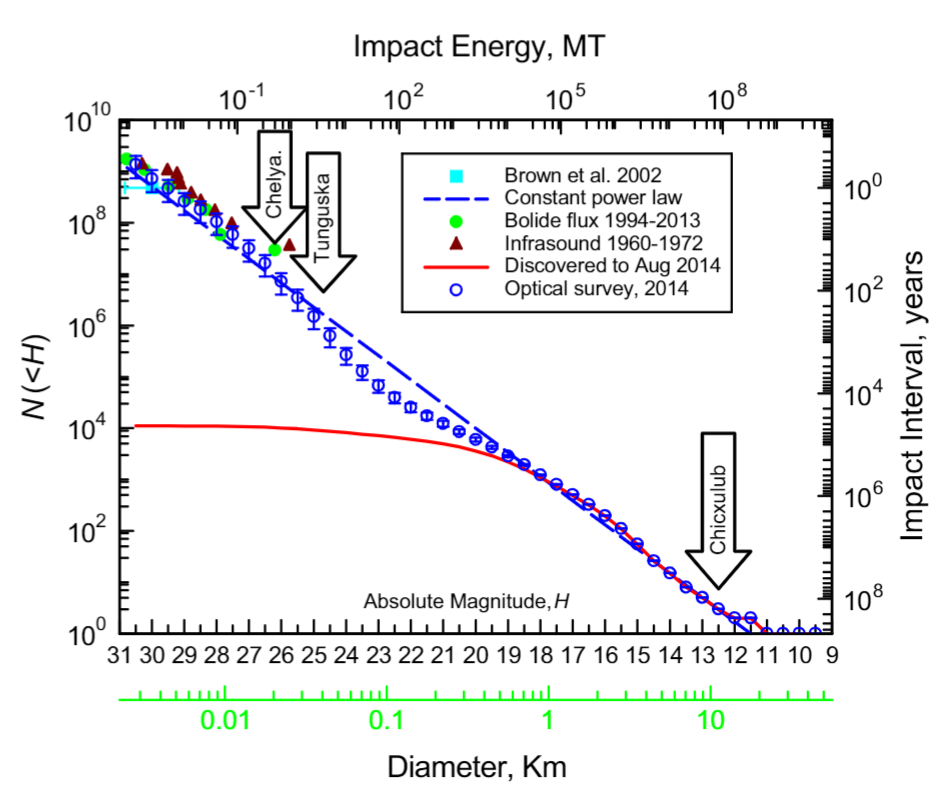 Impact Energy, MT
10^-1 10^2 10^5 10^8
10^10
10^8
10^6
10^4
10^2
10^0
N(<H)
Chelya.
Tunguska
Brown et al. 2002
Constant power law
Bolide flux 1994-2013
Infrasound 1960-1972
Discovered to Aug 2014
Optical survey, 2014
10^0
10^2
10^4
10^6
10^8
Impact Interval, years
Chicxulub
Absolute Magnitude, H
31 30 29 28 27 26 25 24 23 22 21 20 19 18 17 16 15 14 13 12 11 10 9
0.01 0.1 1 10
Diameter, Km